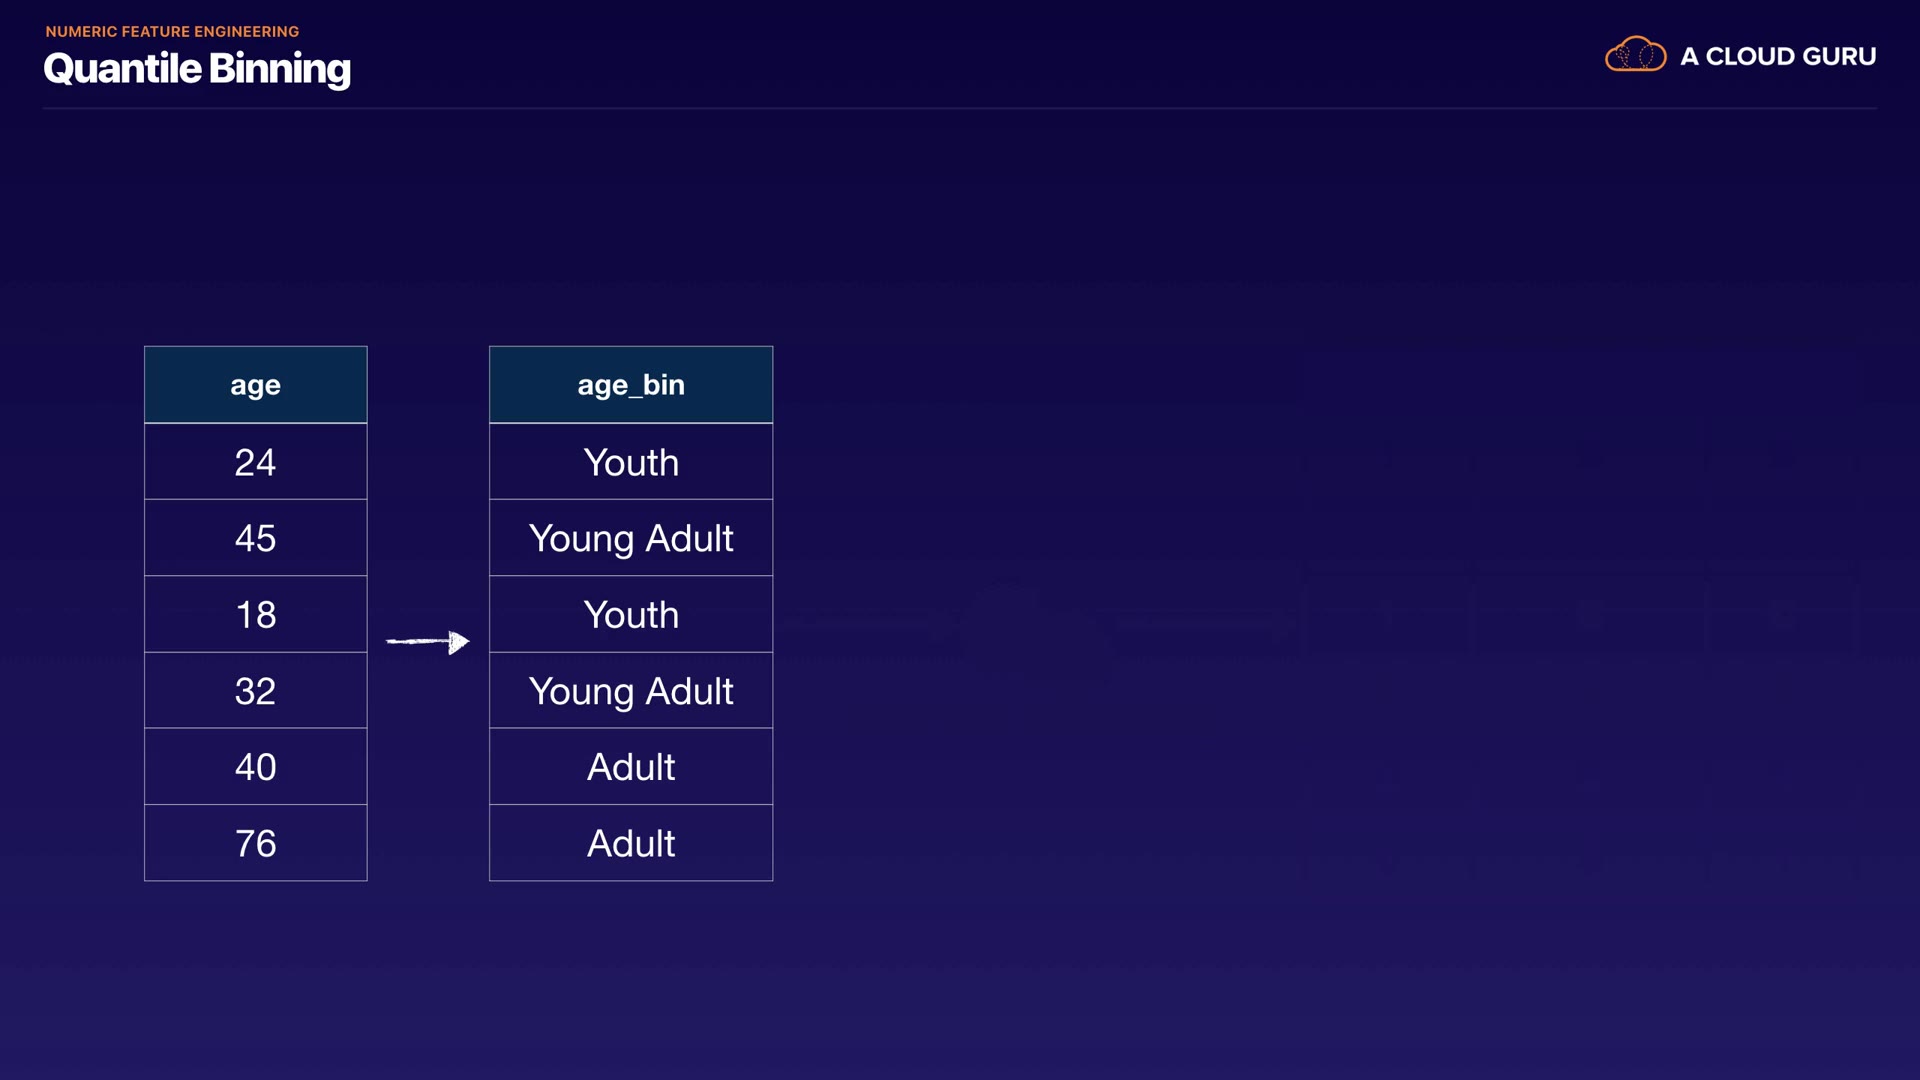 NUMERIC FEATURE ENGINEERING
Quantile Binning
A CLOUD GURU
age age_bin
24 Youth
45 Young Adult
18 Youth
32 Young Adult
40 Adult
76 Adult